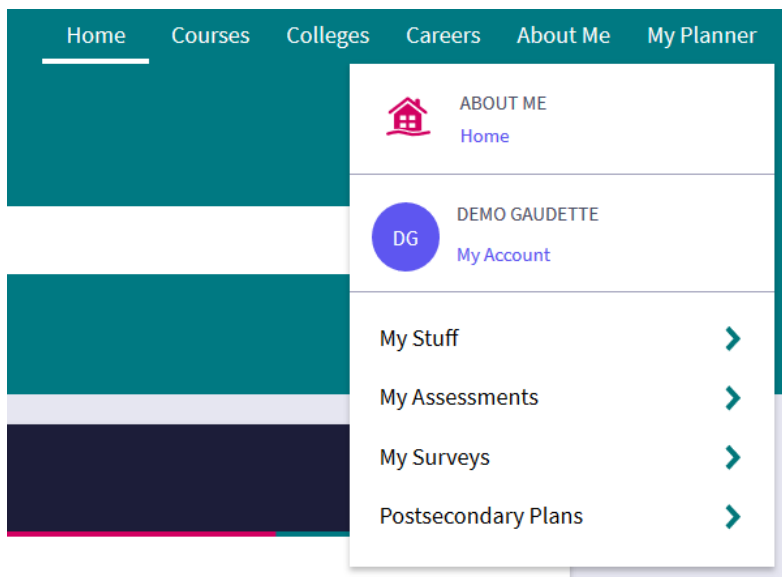 Home Courses Colleges Careers About Me My Planner
ABOUT ME
Home
DEMO GAUDETTE
DG
My Account
My Stuff
My Assessments
My Surveys
Postsecondary Plans